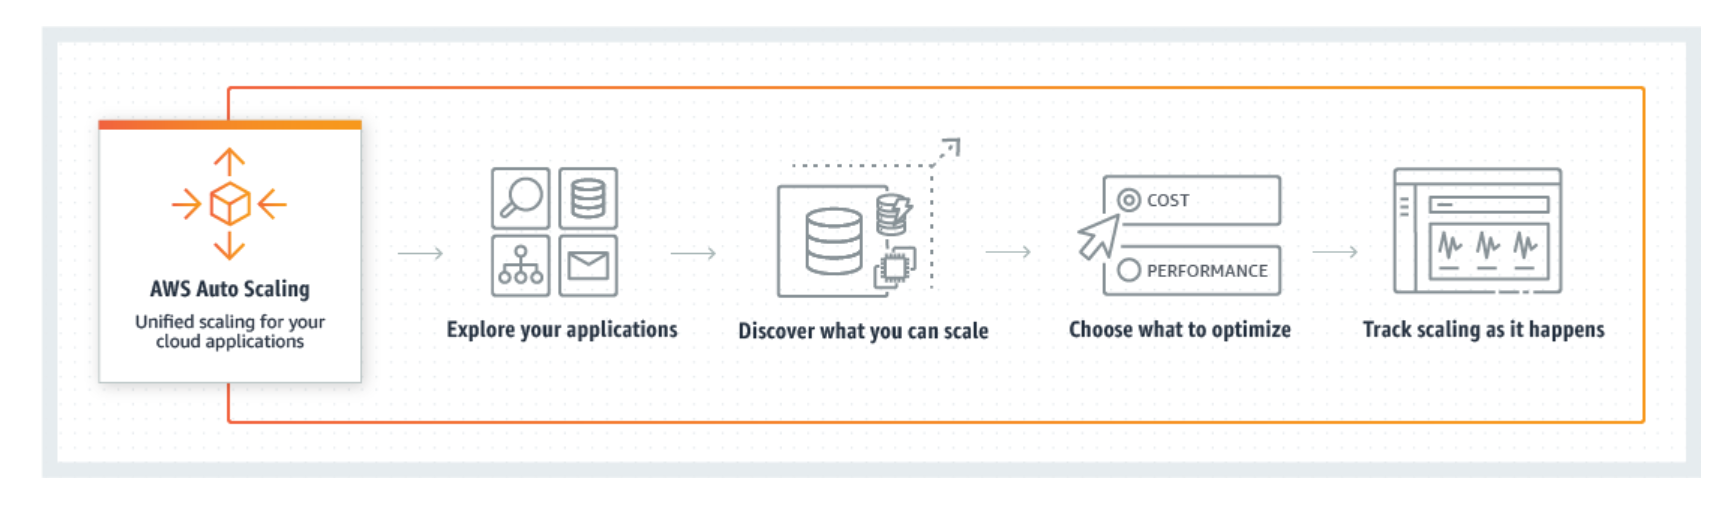 AWS Auto Scaling
Unified scaling for your
cloud applications
Explore your applications
Discover what you can scale
COST
PERFORMANCE
Choose what to optimize
Track scaling as it happens